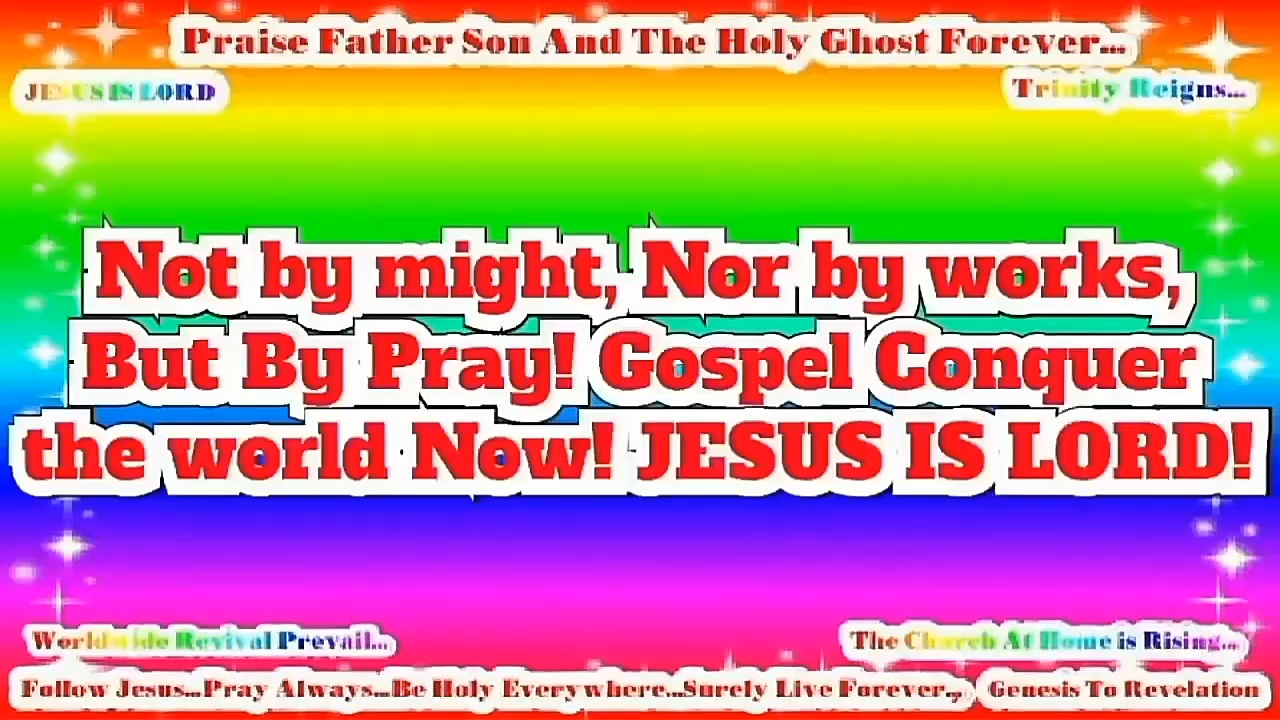 Praise Father Son And The Holy Ghost Forever...
JESUS IS LORD
Trinity Reigns...
Not by might, Nor by works,
But By Pray! Gospel Conquer
the world Now! JESUS IS LORD!
Worldwide Revival Prevail...
The Church At Home is Rising...
Follow Jesus...Pray Always...Be Holy Everywhere...Surely Live Forever...
Genesis To Revelation